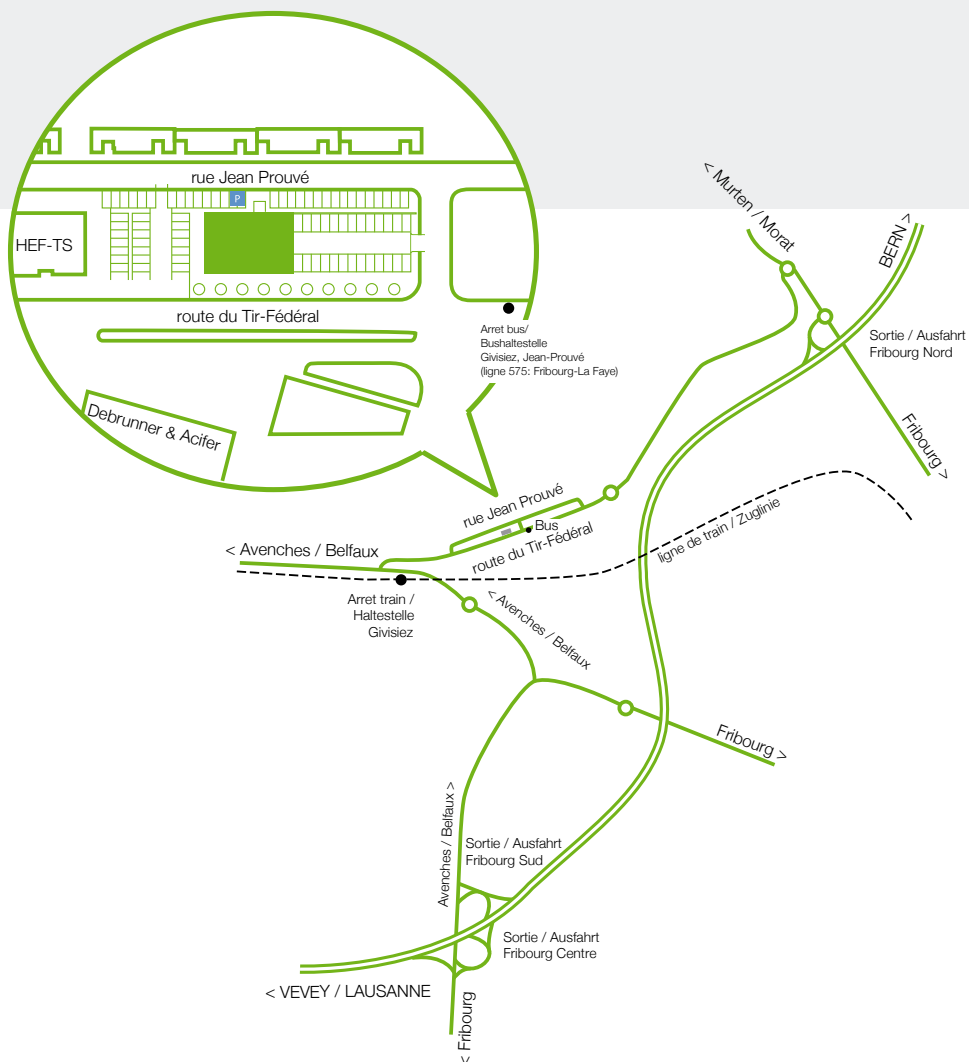 rue Jean Prouvé
P
HEF-TS
route du Tir-Fédéral
Arret bus/
Bushaltestelle
Givisiez, Jean-Prouvé
(ligne 575: Fribourg-La Faye)
Debrunner & Acifer
< Murten / Morat
BERN >
Sortie / Ausfahrt
Fribourg Nord
Fribourg >
rue Jean Prouvé
Bus
route du Tir-Fédéral
ligne de train / Zuglinie
< Avenches / Belfaux
Arret train /
Haltestelle
Givisiez
< Avenches / Belfaux
Fribourg >
Avenches / Belfaux >
Sortie / Ausfahrt
Fribourg Sud
Sortie / Ausfahrt
Fribourg Centre
< VEVEY / LAUSANNE
< Fribourg